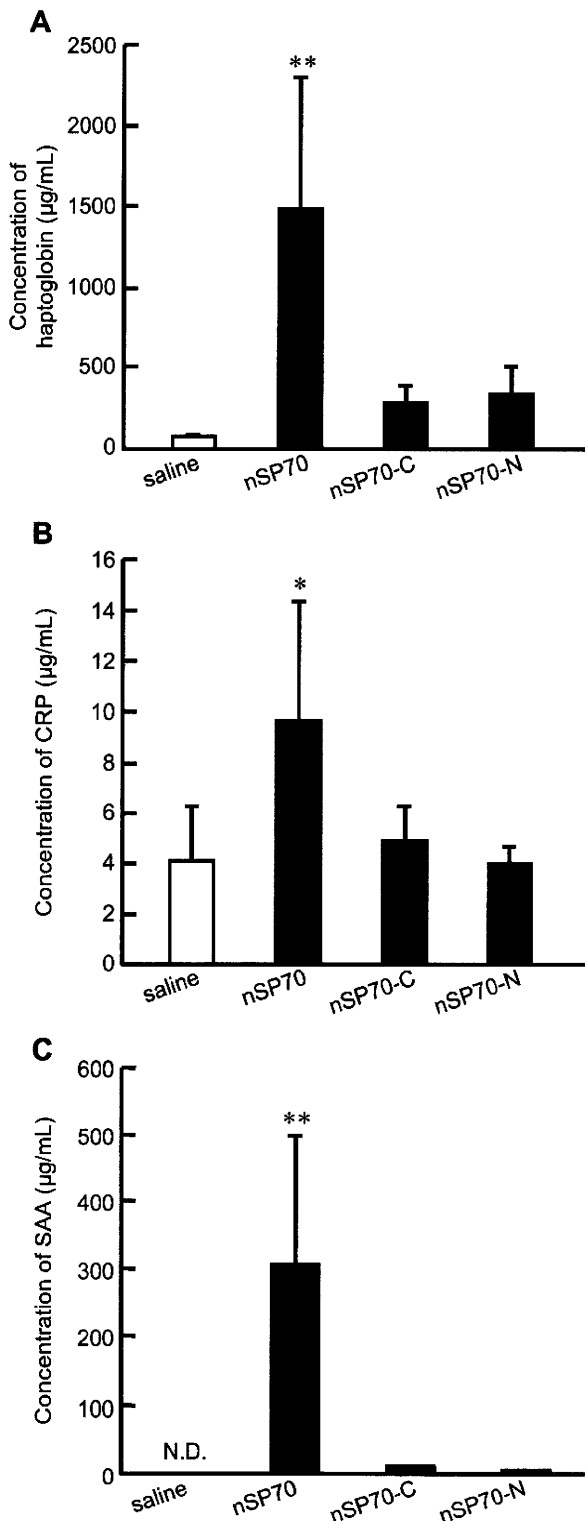 A
2500
2000
1500
1000
500
0
Concentration of
haptoglobin (µg/mL)
**
saline
nSP70
nSP70-C
nSP70-N
B
16
14
12
10
8
6
4
2
0
Concentration of CRP (µg/mL)
*
saline
nSP70
nSP70-C
nSP70-N
C
600
500
400
300
200
100
0
Concentration of SAA (µg/mL)
**
N.D.
saline
nSP70
nSP70-C
nSP70-N